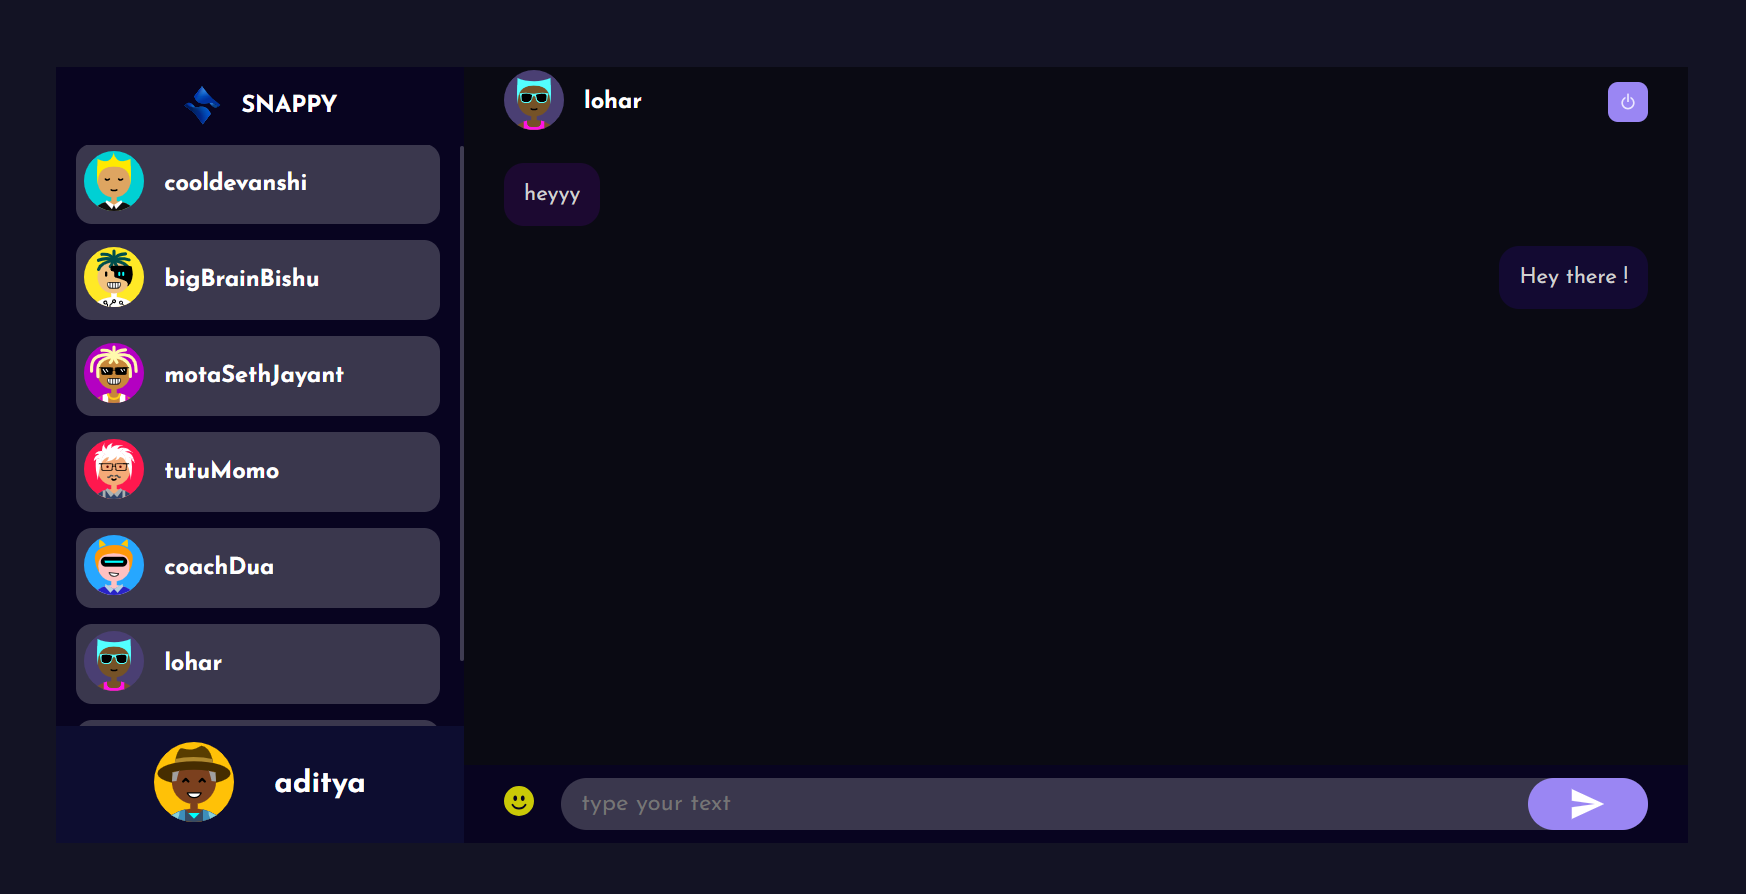 SNAPPY
cooldevanshi
bigBrainBishu
motaSethJayant
tutuMomo
coachDua
lohar
aditya
lohar
heyyy
Hey there !
type your text